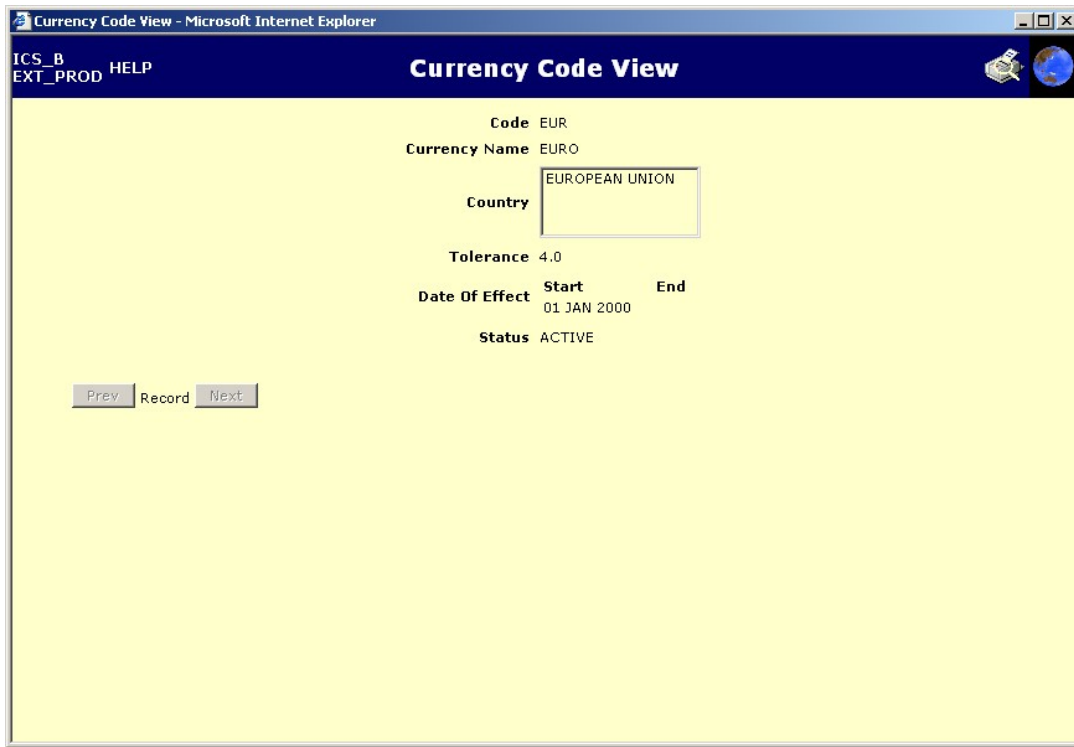 Currency Code View - Microsoft Internet Explorer
ICS_B
EXT_PROD HELP
Currency Code View
Code EUR
Currency Name EURO
Country EUROPEAN UNION
Tolerance 4.0
Date Of Effect Start End
01 JAN 2000
Status ACTIVE
Prev Record Next